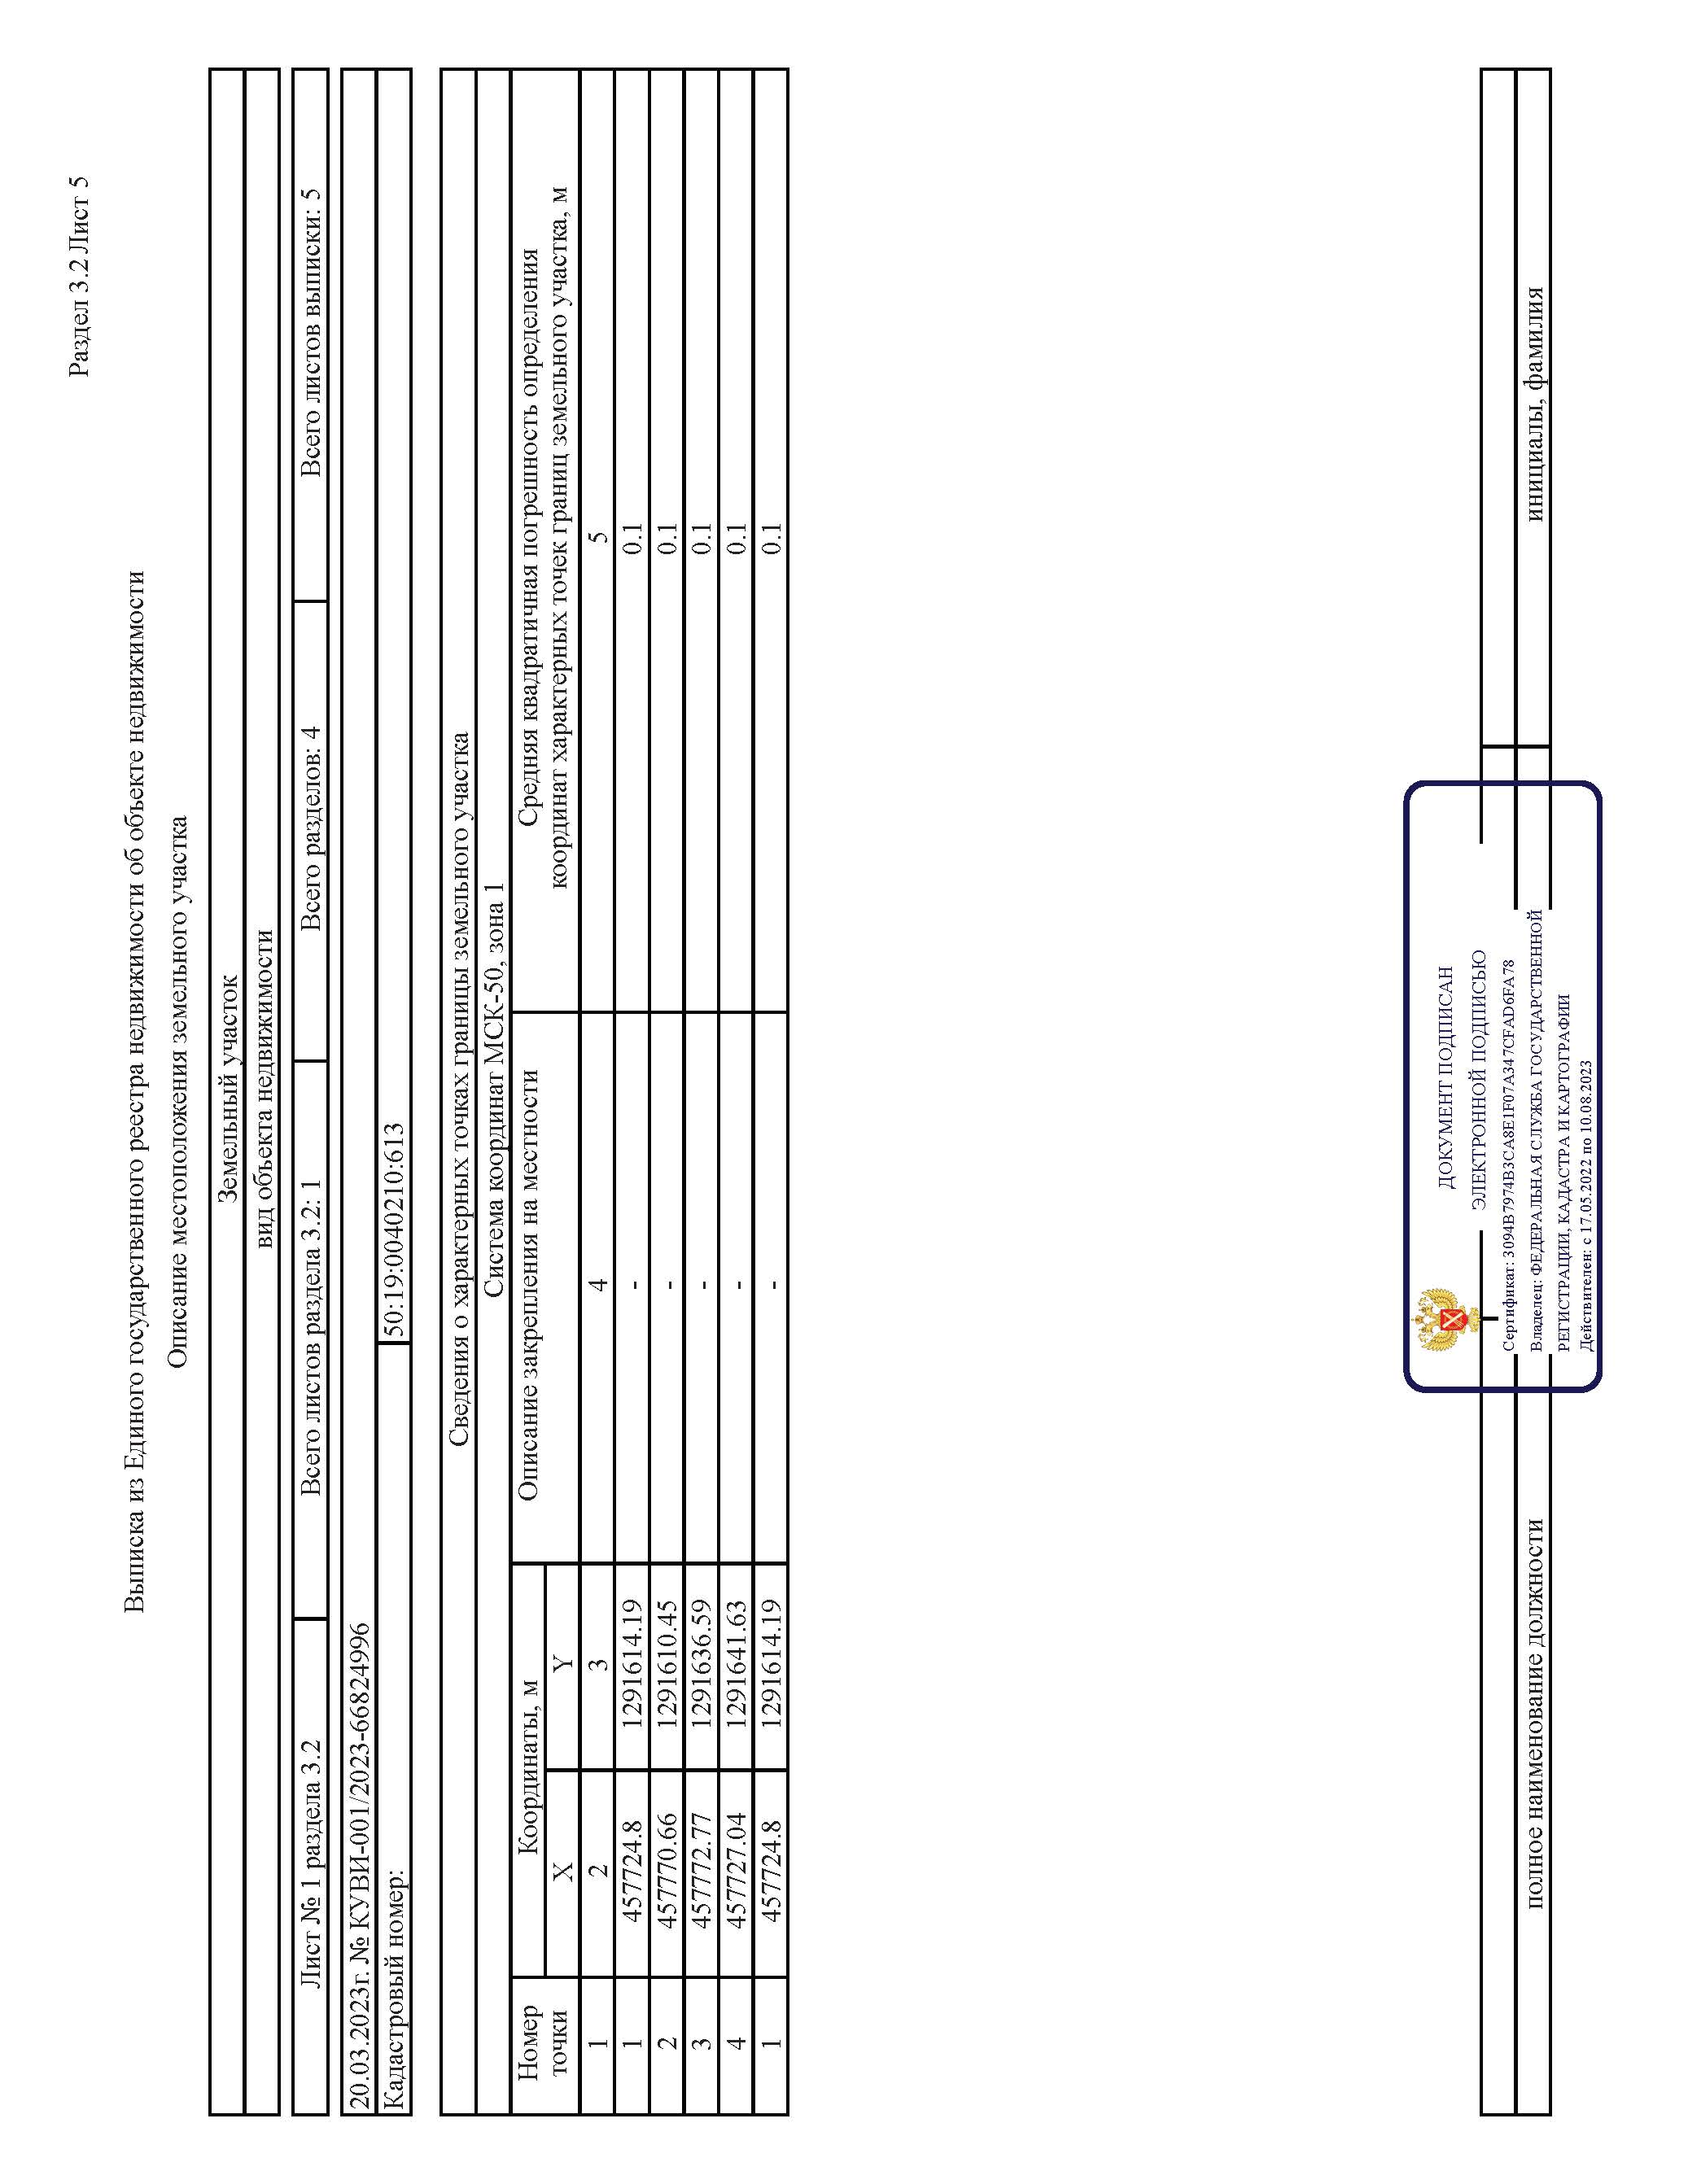 Раздел 3.2 Лист 5
Выписка из Единого государственного реестра недвижимости об объекте недвижимости
Описание местоположения земельного участка
Земельный участок
вид объекта недвижимости
Лист № 1 раздела 3.2 Всего листов раздела 3.2: 1 Всего разделов: 4 Всего листов выписки: 5
20.03.2023г. № КУВИ-001/2023-66824996
Кадастровый номер: 50:19:0040210:613
Сведения о характерных точках границы земельного участка
Система координат МСК-50, зона 1
Номер точки
Координаты, м
X Y
Описание закрепления на местности
Средняя квадратичная погрешность определения
координат характерных точек границ земельного участка, м
1 2 3 4 5
1 457724.8 1291614.19 - 0.1
2 457770.66 1291610.45 - 0.1
3 457772.77 1291636.59 - 0.1
4 457727.04 1291641.63 - 0.1
1 457724.8 1291614.19 - 0.1
ДОКУМЕНТ ПОДПИСАН
ЭЛЕКТРОННОЙ ПОДПИСЬЮ
Сертификат: 3094B7974B3CA8E1F07A347CFAD6FA78
Владелец: ФЕДЕРАЛЬНАЯ СЛУЖБА ГОСУДАРСТВЕННОЙ
РЕГИСТРАЦИИ, КАДАСТРА И КАРТОГРАФИИ
Действителен: с 17.05.2022 по 10.08.2023
полное наименование должности инициалы, фамилия